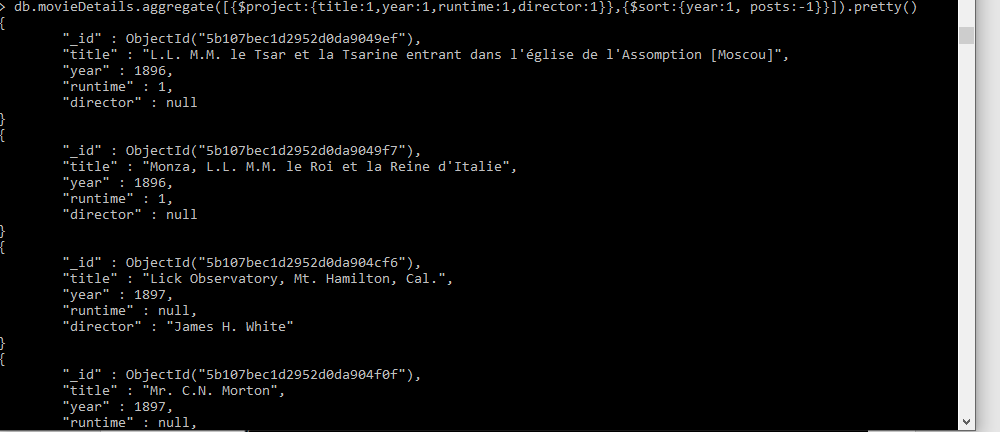 > db.movieDetails.aggregate([{$project:{title:1,year:1,runtime:1,director:1}},{$sort:{year:1, posts:-1}}]).pretty()
{
"_id" : ObjectId("5b107bec1d2952d0da9049ef"),
"title" : "L.L. M.M. le Tsar et la Tsarine entrant dans l'église de l'Assomption [Moscou]",
"year" : 1896,
"runtime" : 1,
"director" : null
}
{
"_id" : ObjectId("5b107bec1d2952d0da9049f7"),
"title" : "Monza, L.L. M.M. le Roi et la Reine d'Italie",
"year" : 1896,
"runtime" : 1,
"director" : null
}
{
"_id" : ObjectId("5b107bec1d2952d0da904cf6"),
"title" : "Lick Observatory, Mt. Hamilton, Cal.",
"year" : 1897,
"runtime" : null,
"director" : "James H. White"
}
{
"_id" : ObjectId("5b107bec1d2952d0da904f0f"),
"title" : "Mr. C.N. Morton",
"year" : 1897,
"runtime" : null,